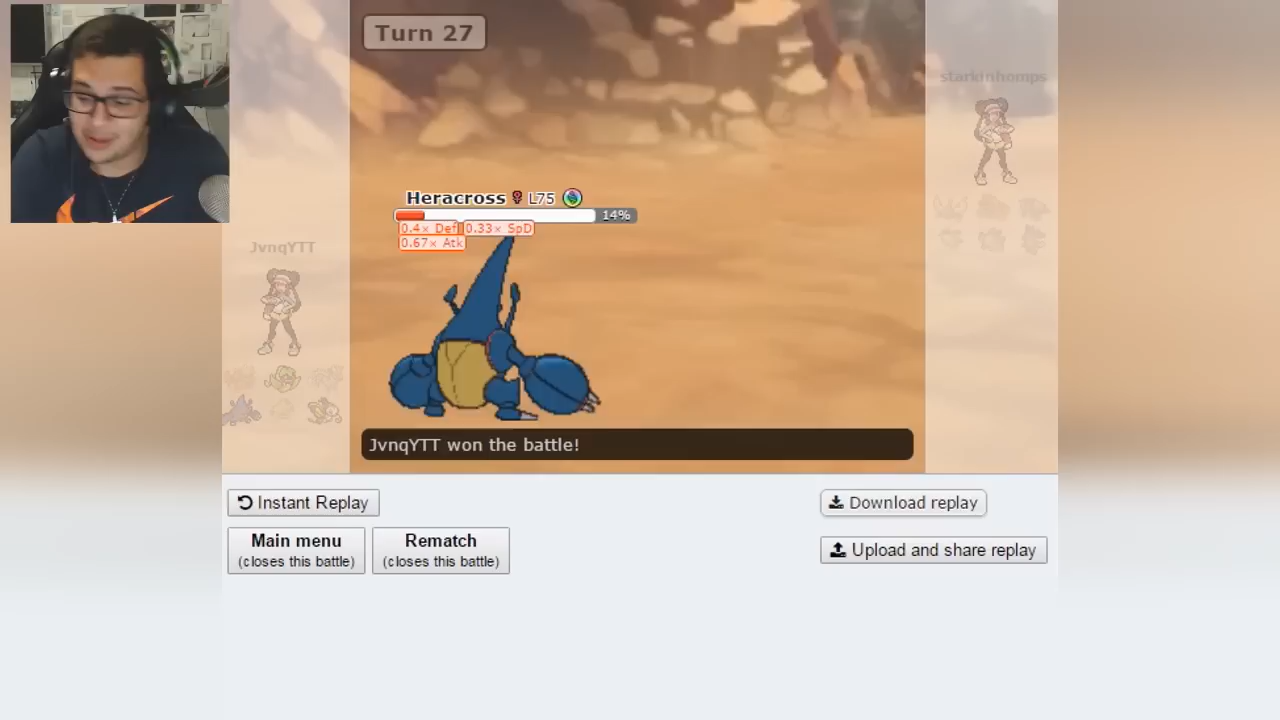 Turn 27
starkinhomps
Heracross L75
14%
0.4× Def 0.33× SpD
0.67× Atk
JvnqYTT
JvnqYTT won the battle!
Instant Replay
Download replay
Main menu
(closes this battle)
Rematch
(closes this battle)
Upload and share replay